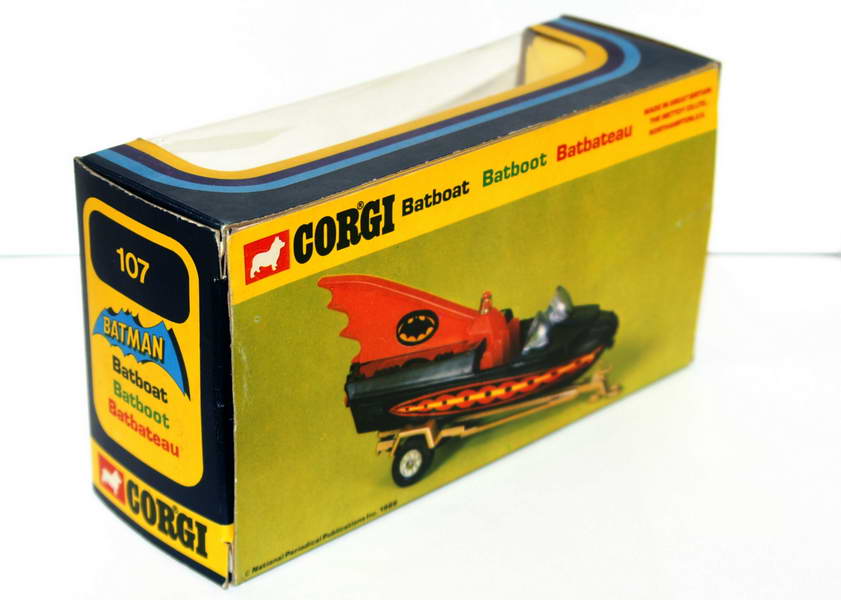 107
BATMAN
Batboat
Batboot
Batbateau
CORGI
CORGI® Batboat Batboot Batbateau
MADE IN GREAT BRITAIN
THE METTOY CO. LTD.
NORTHAMPTON, U.K.
© National Periodical Publications Inc. 1966